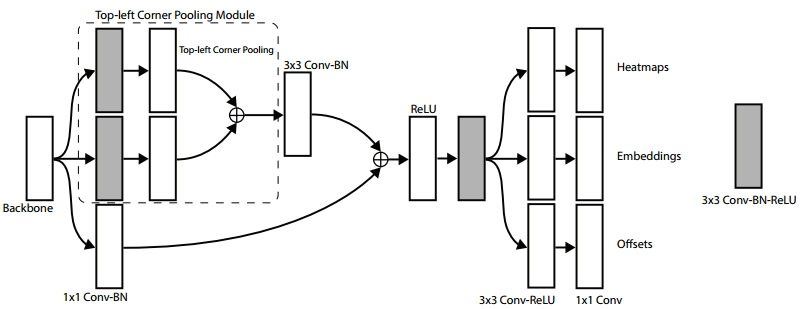 Top-left Corner Pooling Module
Top-left Corner Pooling
3x3 Conv-BN
Heatmaps
ReLU
Embeddings
3x3 Conv-BN-ReLU
Backbone
Offsets
1x1 Conv-BN
3x3 Conv-ReLU
1x1 Conv